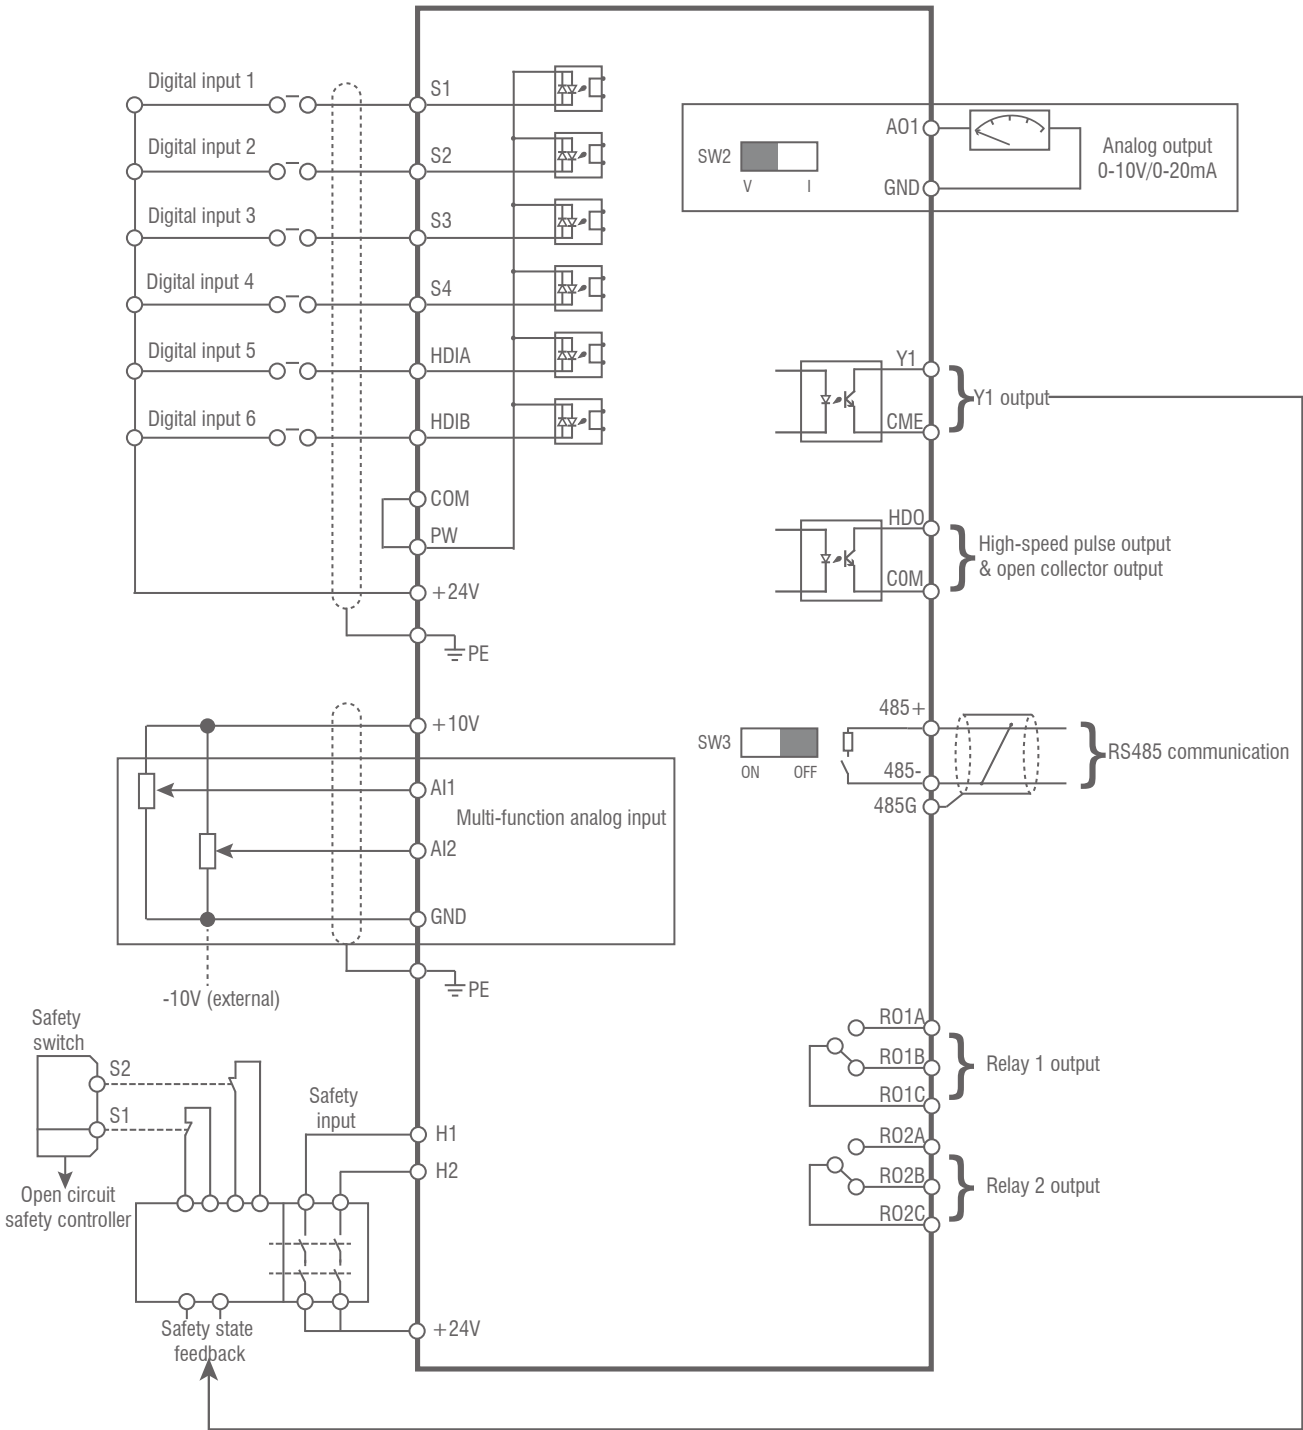 Digital input 1
S1
Digital input 2
S2
Digital input 3
S3
Digital input 4
S4
Digital input 5
HDIA
Digital input 6
HDIB
COM
PW
+24V
PE
+10V
AI1
Multi-function analog input
AI2
GND
PE
-10V (external)
Safety
switch
S2
S1
Open circuit
safety controller
Safety
input
H1
H2
Safety state
feedback
+24V
SW2
V I
AO1
GND
Analog output
0-10V/0-20mA
Y1
CME
Y1 output
HDO
COM
High-speed pulse output
& open collector output
SW3
ON OFF
485+
485-
485G
RS485 communication
RO1A
RO1B
RO1C
Relay 1 output
RO2A
RO2B
RO2C
Relay 2 output